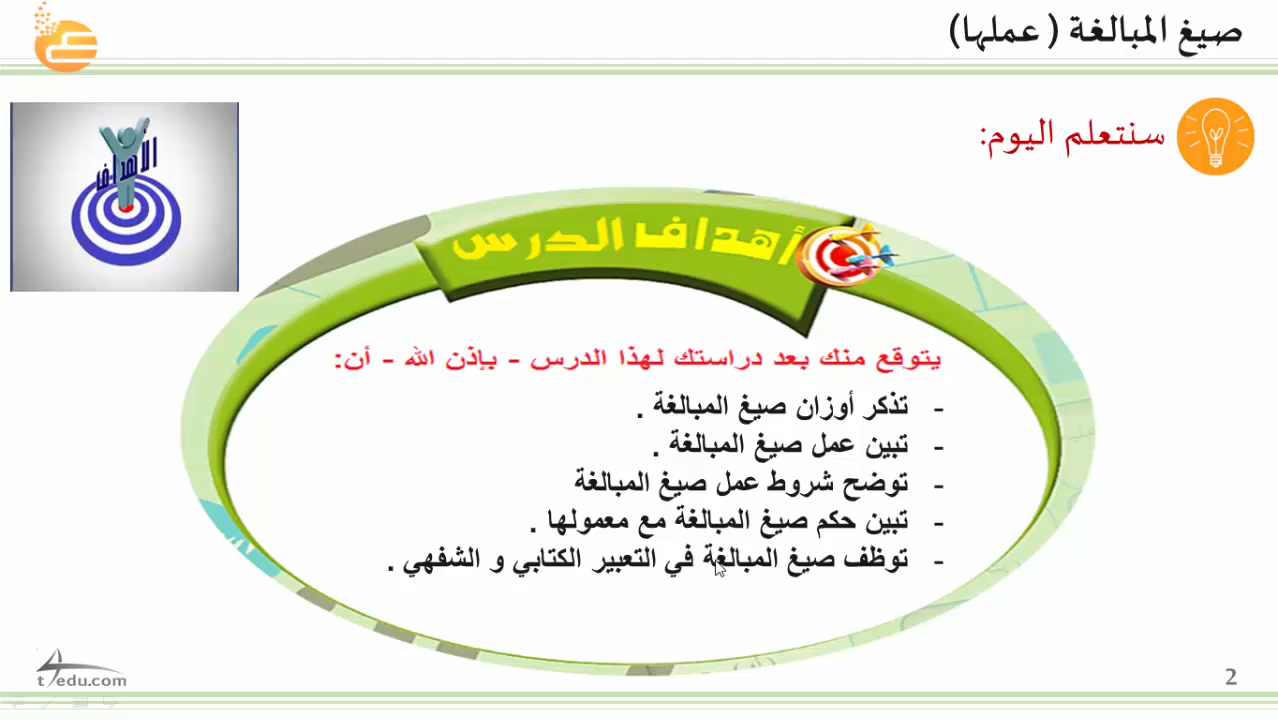 صيغ المبالغة ( عملها)
سنتعلم اليوم:
الأهداف
أهداف الدرس
يتوقع منك بعد دراستك لهذا الدرس - بإذن الله - أن:
- تذكر أوزان صيغ المبالغة .
- تبين عمل صيغ المبالغة .
- توضح شروط عمل صيغ المبالغة
- تبين حكم صيغ المبالغة مع معمولها .
- توظف صيغ المبالغة في التعبير الكتابي و الشفهي .
t4edu.com
2